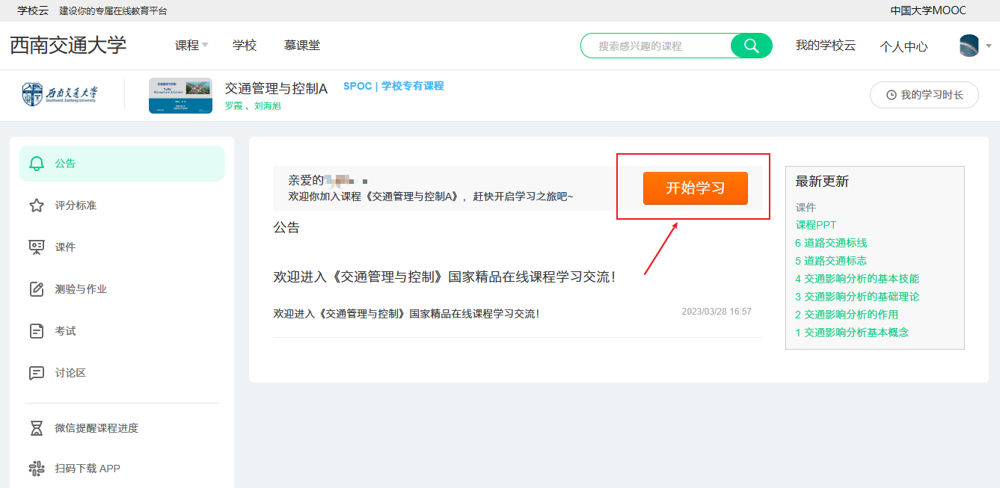 学校云 建设你的专属在线教育平台 中国大学MOOC
西南交通大学 课程 学校 慕课堂 搜索感兴趣的课程 我的学校云 个人中心
西南交通大学 Southwest Jiaotong University
交通管理与控制A SPOC | 学校专有课程
罗霞 、刘海旭
我的学习时长
公告
评分标准
课件
测验与作业
考试
讨论区
微信提醒课程进度
扫码下载 APP
亲爱的
欢迎你加入课程《交通管理与控制A》，赶快开启学习之旅吧~
开始学习
公告
欢迎进入《交通管理与控制》国家精品在线课程学习交流！
欢迎进入《交通管理与控制》国家精品在线课程学习交流！ 2023/03/28 16:57
最新更新
课件
课程PPT
6 道路交通标线
5 道路交通标志
4 交通影响分析的基本技能
3 交通影响分析的基础理论
2 交通影响分析的作用
1 交通影响分析基本概念